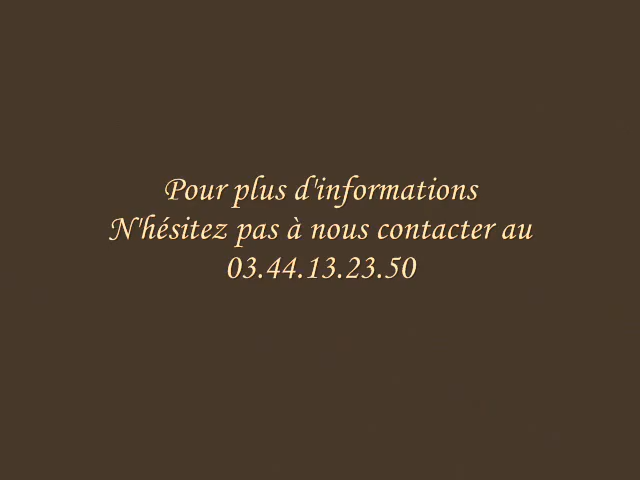 Pour plus d'informations
N'hésitez pas à nous contacter au
03.44.13.23.50